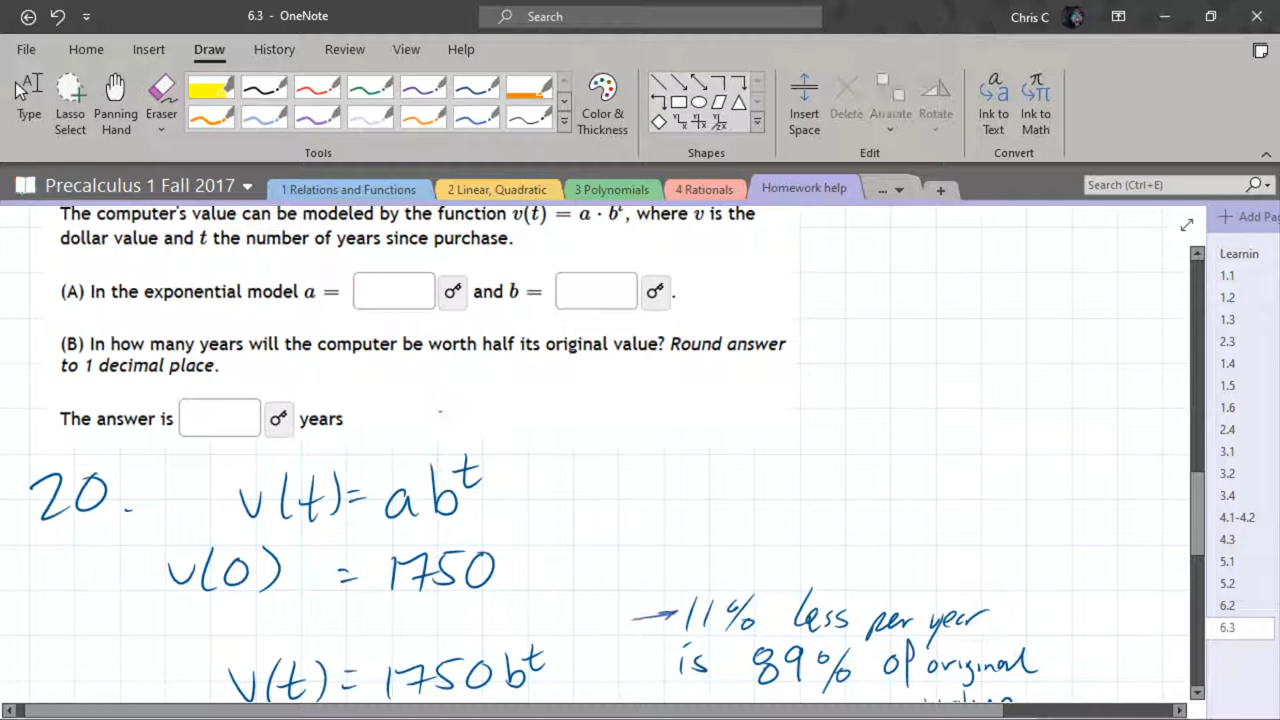 6.3 - OneNote
Search
Chris C
File Home Insert Draw History Review View Help
Type
Lasso Select
Panning Hand
Eraser
Color & Thickness
Insert Space
Delete
Arrange
Rotate
Ink to Text
Ink to Math
Tools
Shapes
Edit
Convert
Precalculus 1 Fall 2017
1 Relations and Functions
2 Linear, Quadratic
3 Polynomials
4 Rationals
Homework help
...
+
Search (Ctrl+E)
The computer's value can be modeled by the function v(t) = a · b^t, where v is the
dollar value and t the number of years since purchase.
(A) In the exponential model a = and b = .
(B) In how many years will the computer be worth half its original value? Round answer
to 1 decimal place.
The answer is years
20. v(t) = ab^t
v(0) = 1750
→ 11% less per year
is 89% of original
v(t) = 1750b^t
Add Pa
Learnin
1.1
1.2
1.3
2.3
1.4
1.5
1.6
2.4
3.1
3.2
3.4
4.1-4.2
4.3
5.1
5.2
6.2
6.3